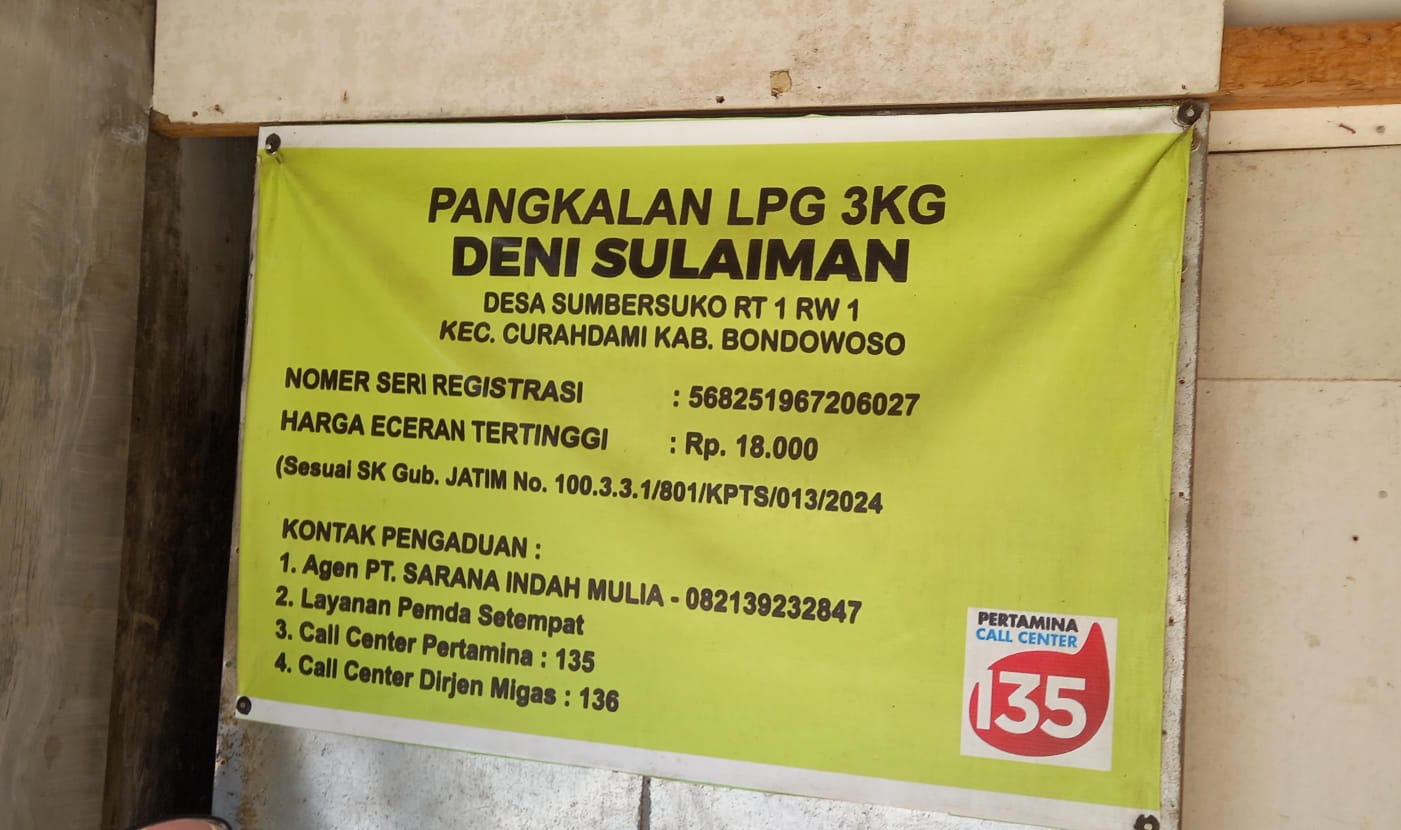 PANGKALAN LPG 3KG
DENI SULAIMAN
DESA SUMBERSUKO RT 1 RW 1
KEC. CURAHDAMI KAB. BONDOWOSO
NOMER SERI REGISTRASI : 568251967206027
HARGA ECERAN TERTINGGI : Rp. 18.000
(Sesuai SK Gub. JATIM No. 100.3.3.1/801/KPTS/013/2024
KONTAK PENGADUAN :
1. Agen PT. SARANA INDAH MULIA - 082139232847
2. Layanan Pemda Setempat
3. Call Center Pertamina : 135
4. Call Center Dirjen Migas : 136
PERTAMINA
CALL CENTER
135